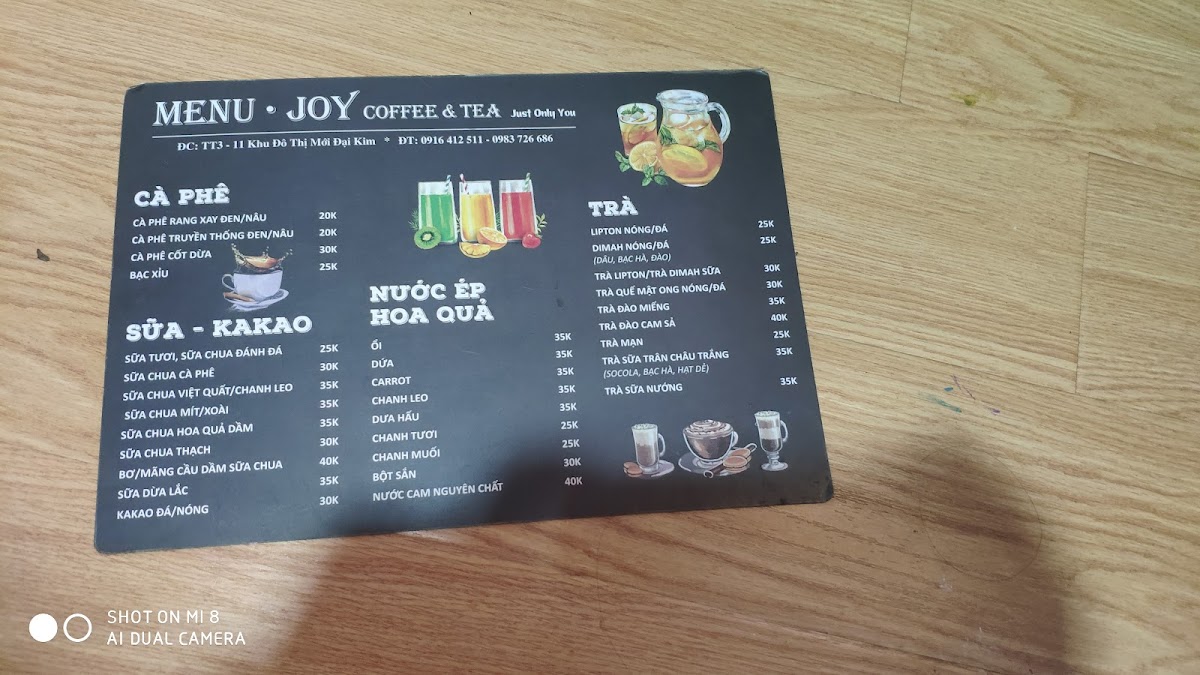 MENU • JOY COFFEE & TEA Just Only You
ĐC: TT3 - 11 Khu Đô Thị Mới Đại Kim * ĐT: 0916 412 511 - 0983 726 686
CÀ PHÊ
CÀ PHÊ RANG XAY ĐEN/NÂU 20K
CÀ PHÊ TRUYỀN THỐNG ĐEN/NÂU 20K
CÀ PHÊ CỐT DỪA 30K
BẠC XỈU 25K
SỮA - KAKAO
SỮA TƯƠI, SỮA CHUA ĐÁNH ĐÁ 25K
SỮA CHUA CÀ PHÊ 30K
SỮA CHUA VIỆT QUẤT/CHANH LEO 35K
SỮA CHUA MÍT/XOÀI 35K
SỮA CHUA HOA QUẢ DẦM 35K
SỮA CHUA THẠCH 30K
BƠ/MÃNG CẦU DẦM SỮA CHUA 40K
SỮA DỪA LẮC 35K
KAKAO ĐÁ/NÓNG 30K
NƯỚC ÉP
HOA QUẢ
ỔI 35K
DỨA 35K
CARROT 35K
CHANH LEO 35K
DƯA HẤU 35K
CHANH TƯƠI 25K
CHANH MUỐI 25K
BỘT SẮN 30K
NƯỚC CAM NGUYÊN CHẤT 40K
TRÀ
LIPTON NÓNG/ĐÁ 25K
DIMAH NÓNG/ĐÁ 25K
(DÂU, BẠC HÀ, ĐÀO)
TRÀ LIPTON/TRÀ DIMAH SỮA 30K
TRÀ QUẾ MẬT ONG NÓNG/ĐÁ 30K
TRÀ ĐÀO MIẾNG 35K
TRÀ ĐÀO CAM SẢ 40K
TRÀ MẠN 25K
TRÀ SỮA TRÂN CHÂU TRẮNG 35K
(SOCOLA, BẠC HÀ, HẠT DẺ)
TRÀ SỮA NƯỚNG 35K
SHOT ON MI 8
AI DUAL CAMERA